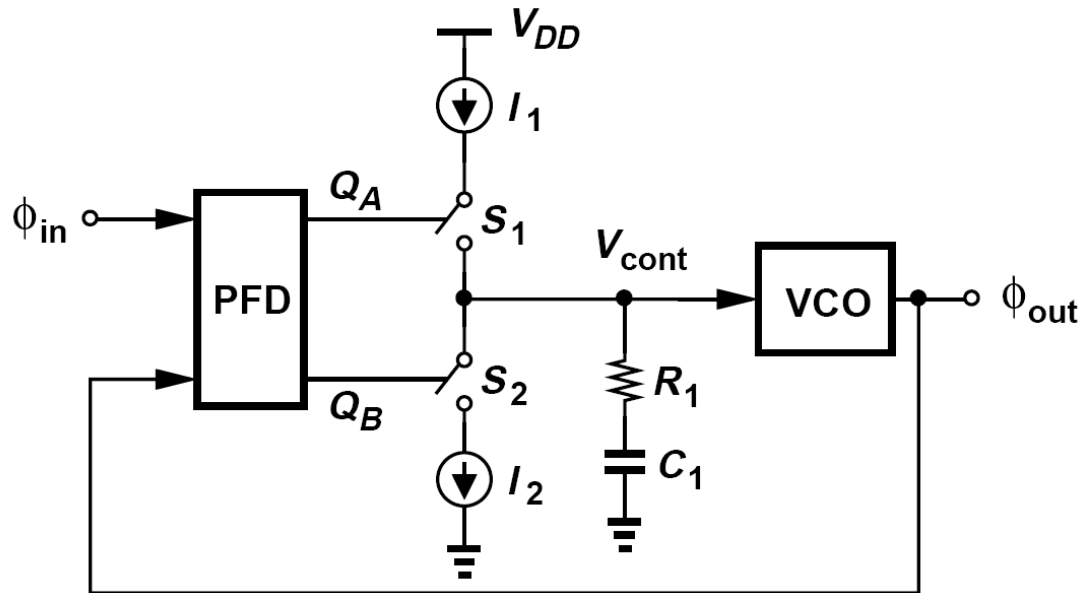 V_DD
I_1
Q_A
S_1
ϕ_in
V_cont
PFD
VCO
ϕ_out
S_2
R_1
Q_B
C_1
I_2